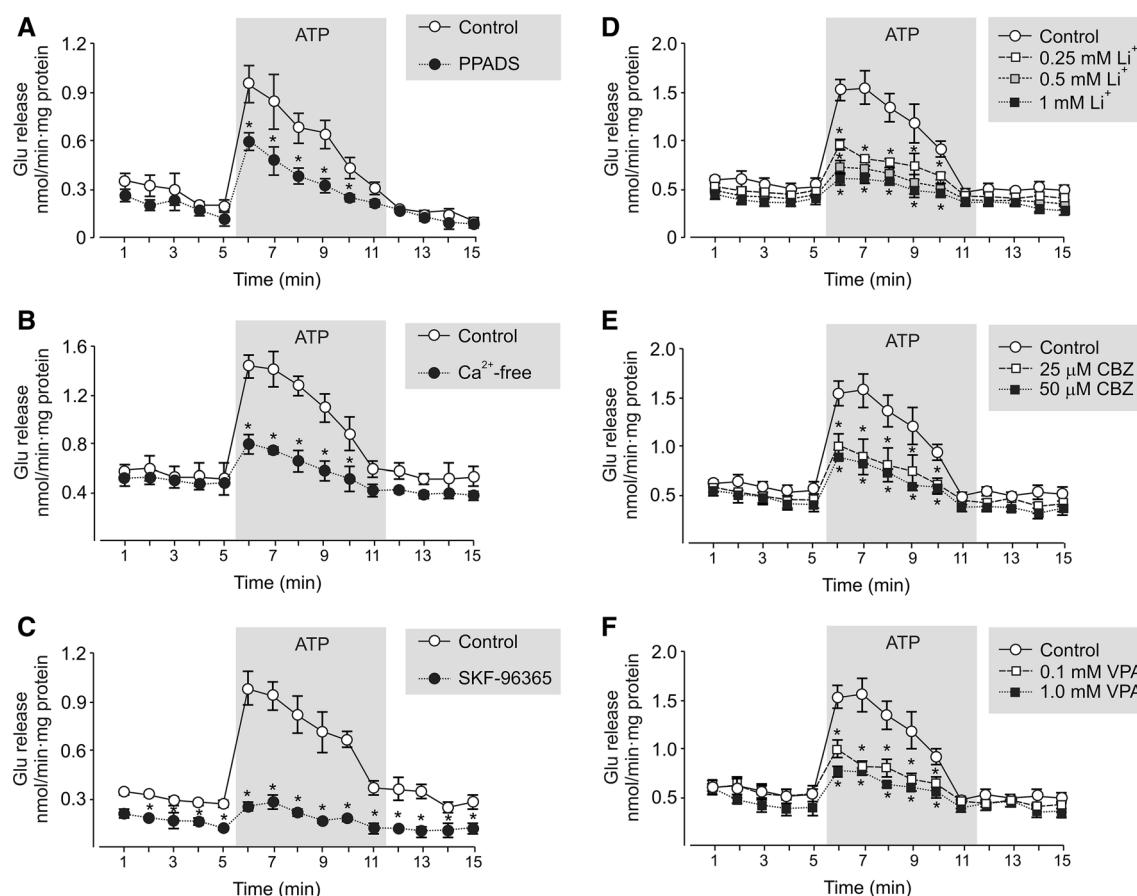 A
ATP
Control
PPADS
Glu release
nmol/min·mg protein
1.2
0.9
0.6
0.3
0
* * * * *
1 3 5 7 9 11 13 15
Time (min)
B
ATP
Control
Ca²⁺-free
Glu release
nmol/min·mg protein
1.6
1.2
0.8
0.4
* * * * *
1 3 5 7 9 11 13 15
Time (min)
C
ATP
Control
SKF-96365
Glu release
nmol/min·mg protein
1.2
0.9
0.6
0.3
* * * * * * * * * * * * * *
1 3 5 7 9 11 13 15
Time (min)
D
ATP
Control
0.25 mM Li⁺
0.5 mM Li⁺
1 mM Li⁺
Glu release
nmol/min·mg protein
2.0
1.5
1.0
0.5
0
* * * * *
* * * * *
1 3 5 7 9 11 13 15
Time (min)
E
ATP
Control
25 μM CBZ
50 μM CBZ
Glu release
nmol/min·mg protein
2.0
1.5
1.0
0.5
* * * * *
* * * * *
1 3 5 7 9 11 13 15
Time (min)
F
ATP
Control
0.1 mM VPA
1.0 mM VPA
Glu release
nmol/min·mg protein
2.0
1.5
1.0
0.5
* * * * *
* * * * *
1 3 5 7 9 11 13 15
Time (min)